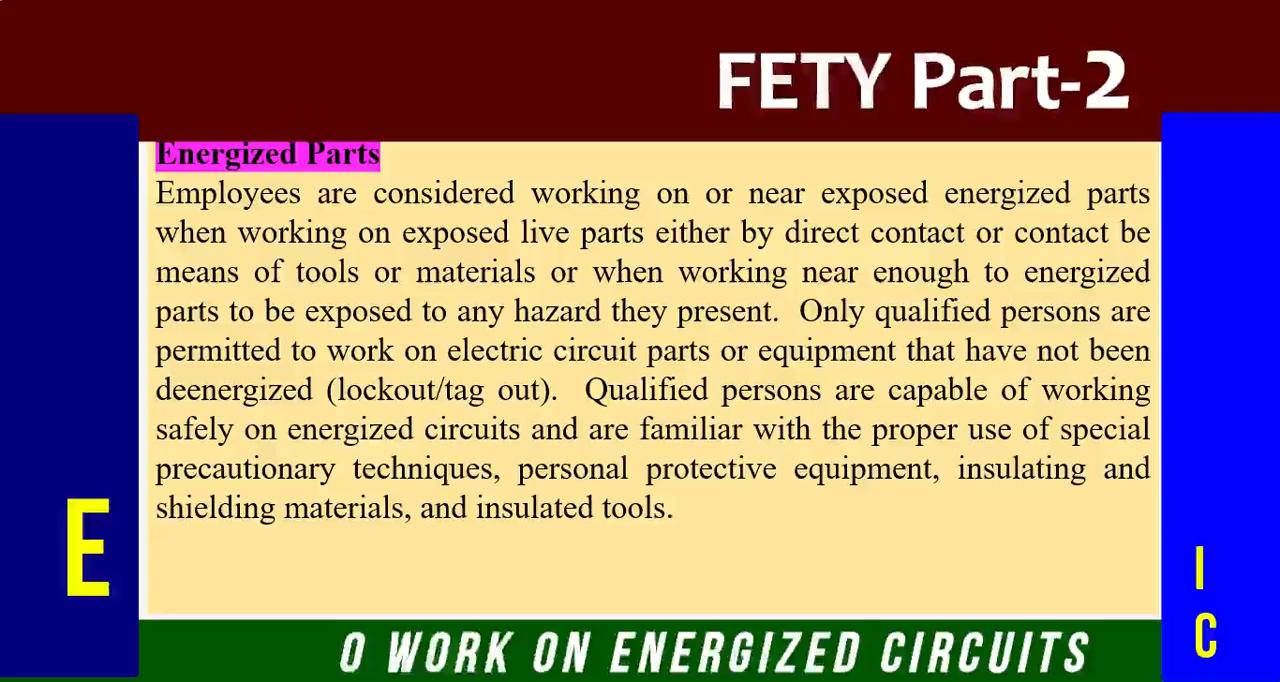 FETY Part-2
Energized Parts
Employees are considered working on or near exposed energized parts
when working on exposed live parts either by direct contact or contact be
means of tools or materials or when working near enough to energized
parts to be exposed to any hazard they present. Only qualified persons are
permitted to work on electric circuit parts or equipment that have not been
deenergized (lockout/tag out). Qualified persons are capable of working
safely on energized circuits and are familiar with the proper use of special
precautionary techniques, personal protective equipment, insulating and
shielding materials, and insulated tools.
E
I
C
O WORK ON ENERGIZED CIRCUITS